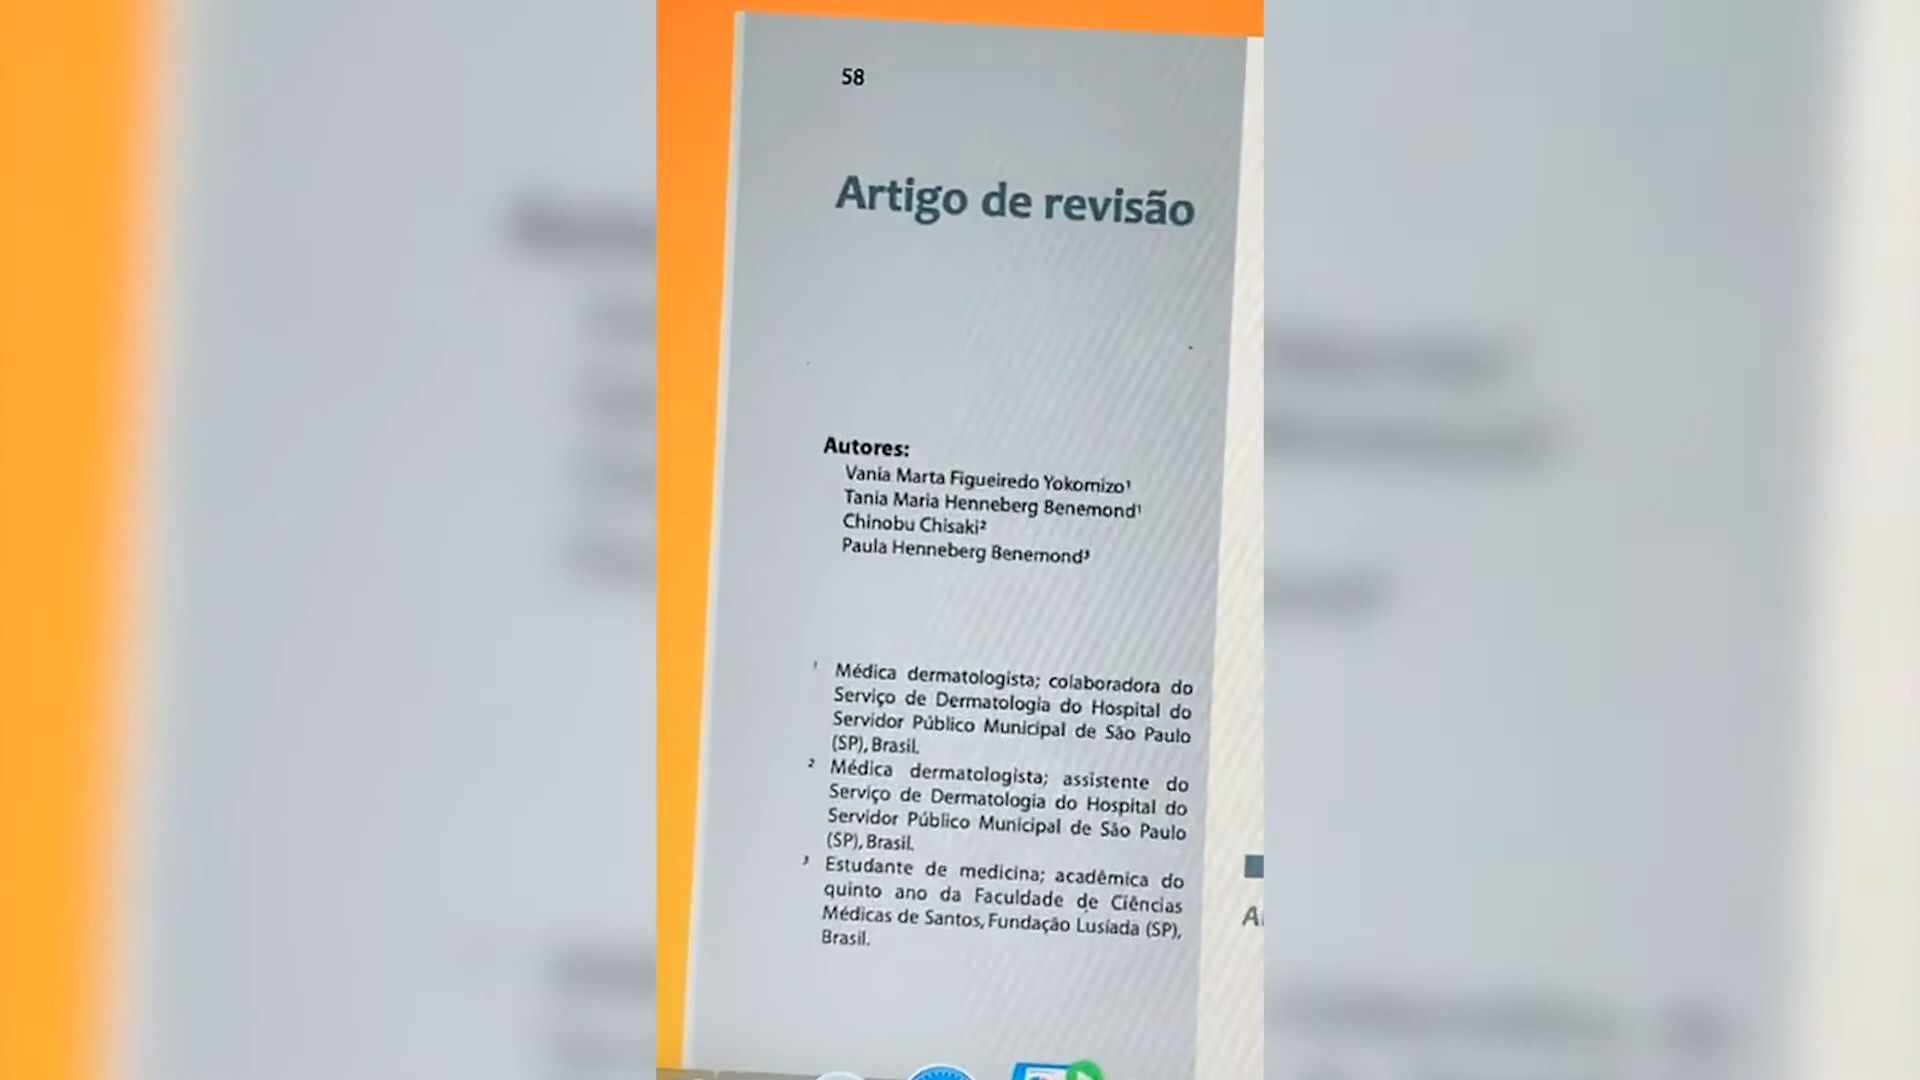 58
Artigo de revisão
Autores:
Vania Marta Figueiredo Yokomizo¹
Tania Maria Henneberg Benemond¹
Chinobu Chisaki²
Paula Henneberg Benemond³
¹ Médica dermatologista; colaboradora do
Serviço de Dermatologia do Hospital do
Servidor Público Municipal de São Paulo
(SP), Brasil.
² Médica dermatologista; assistente do
Serviço de Dermatologia do Hospital do
Servidor Público Municipal de São Paulo
(SP), Brasil.
³ Estudante de medicina; acadêmica do
quinto ano da Faculdade de Ciências
Médicas de Santos, Fundação Lusíada (SP),
Brasil.